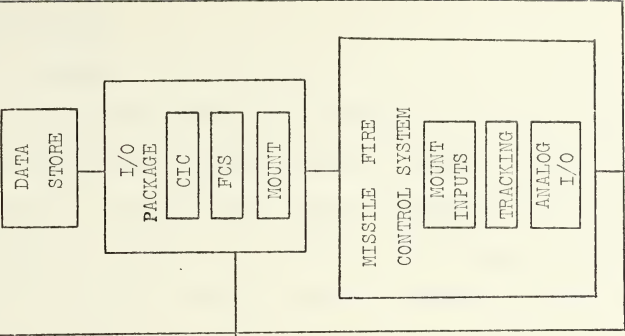 DATA
STORE
I/O
PACKAGE
CIC
FCS
MOUNT
MISSILE FIRE
CONTROL SYSTEM
MOUNT
INPUTS
TRACKING
ANALOG
I/O